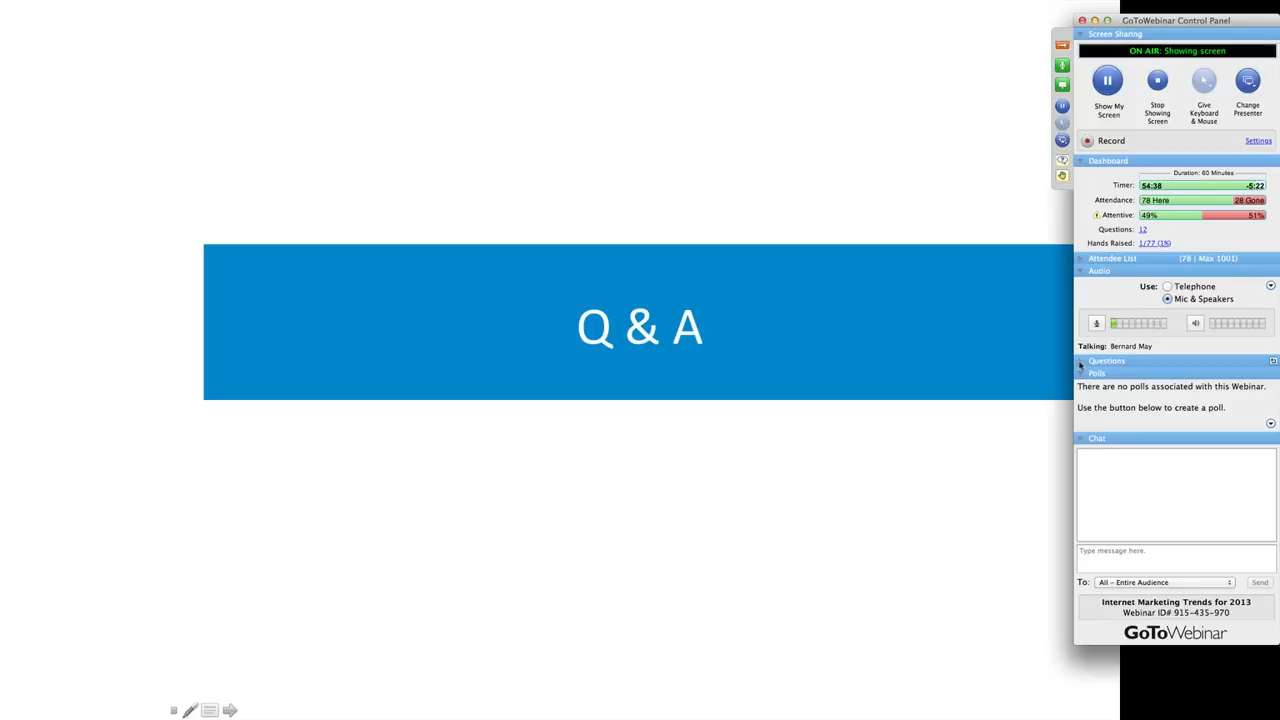 Q & A
GoToWebinar Control Panel
Screen Sharing
ON AIR: Showing screen
Show My Screen
Stop Showing Screen
Give Keyboard & Mouse
Change Presenter
Record
Settings
Dashboard
Duration: 60 Minutes
Timer: 54:38 -5:22
Attendance: 78 Here 28 Gone
Attentive: 49% 51%
Questions: 12
Hands Raised: 1/77 (1%)
Attendee List (78 | Max 1001)
Audio
Use: Telephone
Mic & Speakers
Talking: Bernard May
Questions
Polls
There are no polls associated with this Webinar.
Use the button below to create a poll.
Chat
Type message here.
To: All - Entire Audience Send
Internet Marketing Trends for 2013
Webinar ID# 915-435-970
GoToWebinar